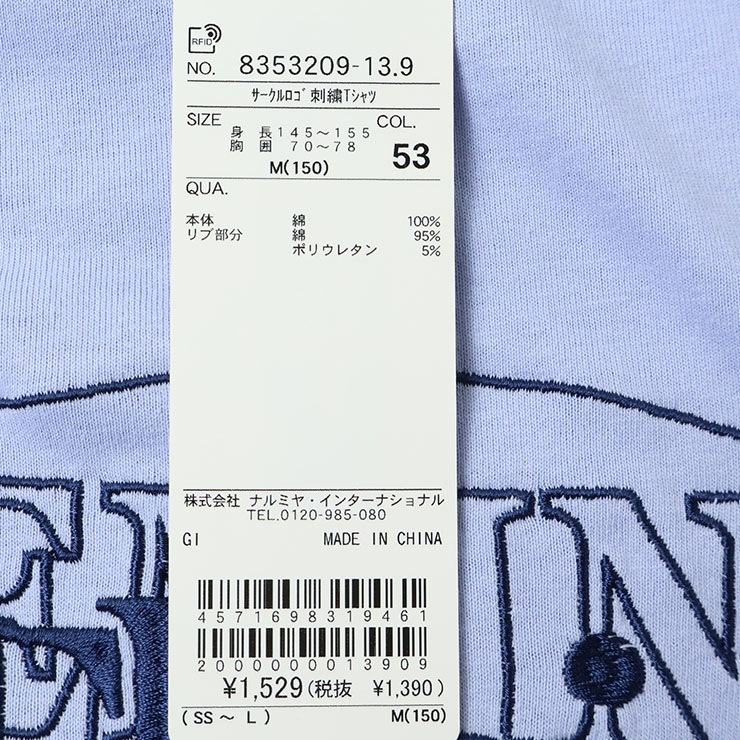 RFID
NO. 8353209-13.9
サークルロゴ刺繍Tシャツ
SIZE 身長145～155 COL.
胸囲 70～78 53
M(150)
QUA.
本体 綿 100%
リブ部分 綿 95%
ポリウレタン 5%
株式会社 ナルミヤ・インターナショナル
TEL.0120-985-080
GI MADE IN CHINA
4571698319461
2000000013909
¥1,529(税抜 ¥1,390)
(SS～L) M(150)